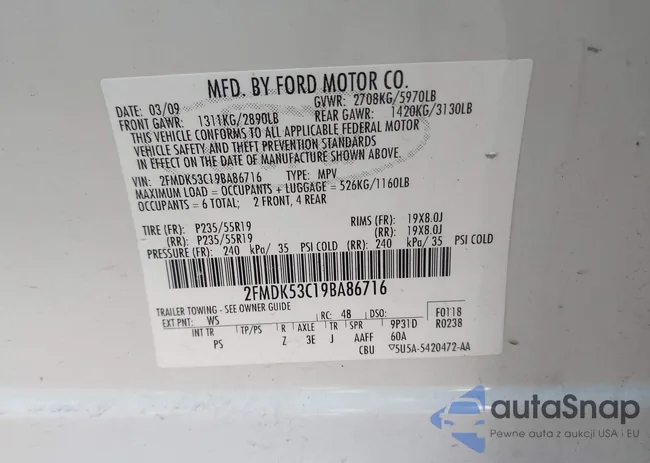 MFD. BY FORD MOTOR CO.
DATE: 03/09 GVWR: 2708KG/5970LB
FRONT GAWR: 1311KG/2890LB REAR GAWR: 1420KG/3130LB
THIS VEHICLE CONFORMS TO ALL APPLICABLE FEDERAL MOTOR
VEHICLE SAFETY AND THEFT PREVENTION STANDARDS
IN EFFECT ON THE DATE OF MANUFACTURE SHOWN ABOVE.
VIN: 2FMDK53C19BA86716 TYPE: MPV
MAXIMUM LOAD = OCCUPANTS + LUGGAGE = 526KG/1160LB
OCCUPANTS = 6 TOTAL; 2 FRONT, 4 REAR
TIRE (FR): P235/55R19 RIMS (FR): 19X8.0J
(RR): P235/55R19 (RR): 19X8.0J
PRESSURE (FR): 240 kPa/ 35 PSI COLD (RR): 240 kPa/ 35 PSI COLD
2FMDK53C19BA86716
TRAILER TOWING - SEE OWNER GUIDE
EXT PNT: WS RC: 48 DSO: F0118
INT TR TP/PS R AXLE TR SPR 9P31D R0238
PS Z 3E J AAFF 60A
CBU ▽5U5A-5420472-AA
autaSnap
Pewne auta z aukcji USA i EU